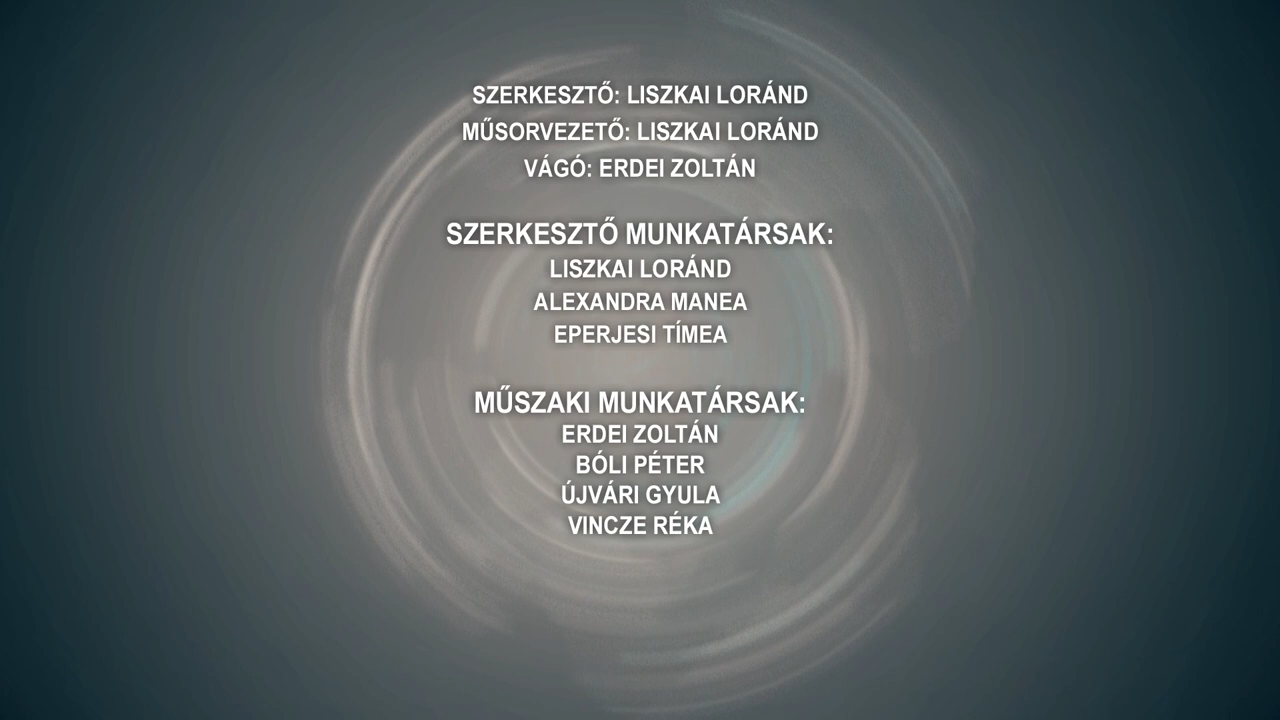 SZERKESZTŐ: LISZKAI LORÁND
MŰSORVEZETŐ: LISZKAI LORÁND
VÁGÓ: ERDEI ZOLTÁN
SZERKESZTŐ MUNKATÁRSAK:
LISZKAI LORÁND
ALEXANDRA MANEA
EPERJESI TÍMEA
MŰSZAKI MUNKATÁRSAK:
ERDEI ZOLTÁN
BÓLI PÉTER
ÚJVÁRI GYULA
VINCZE RÉKA